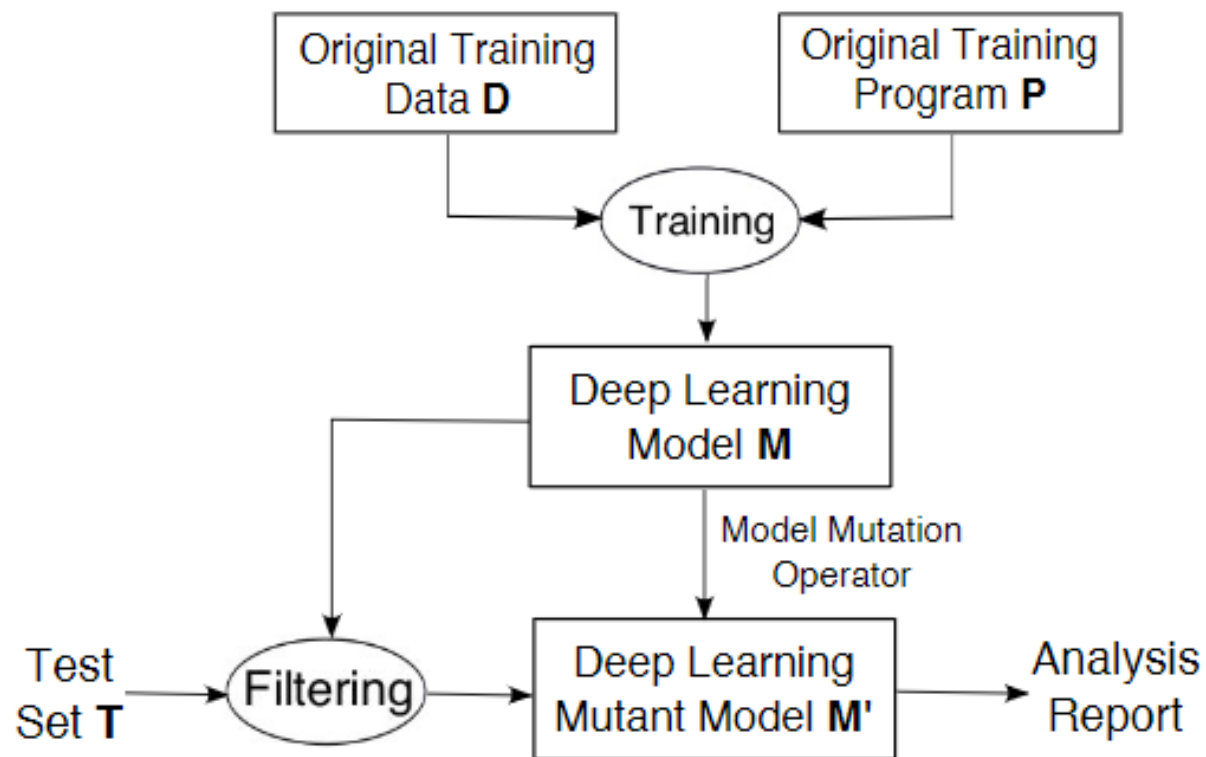 Original Training
Data D
Original Training
Program P
Training
Deep Learning
Model M
Model Mutation
Operator
Test
Set T
Filtering
Deep Learning
Mutant Model M'
Analysis
Report